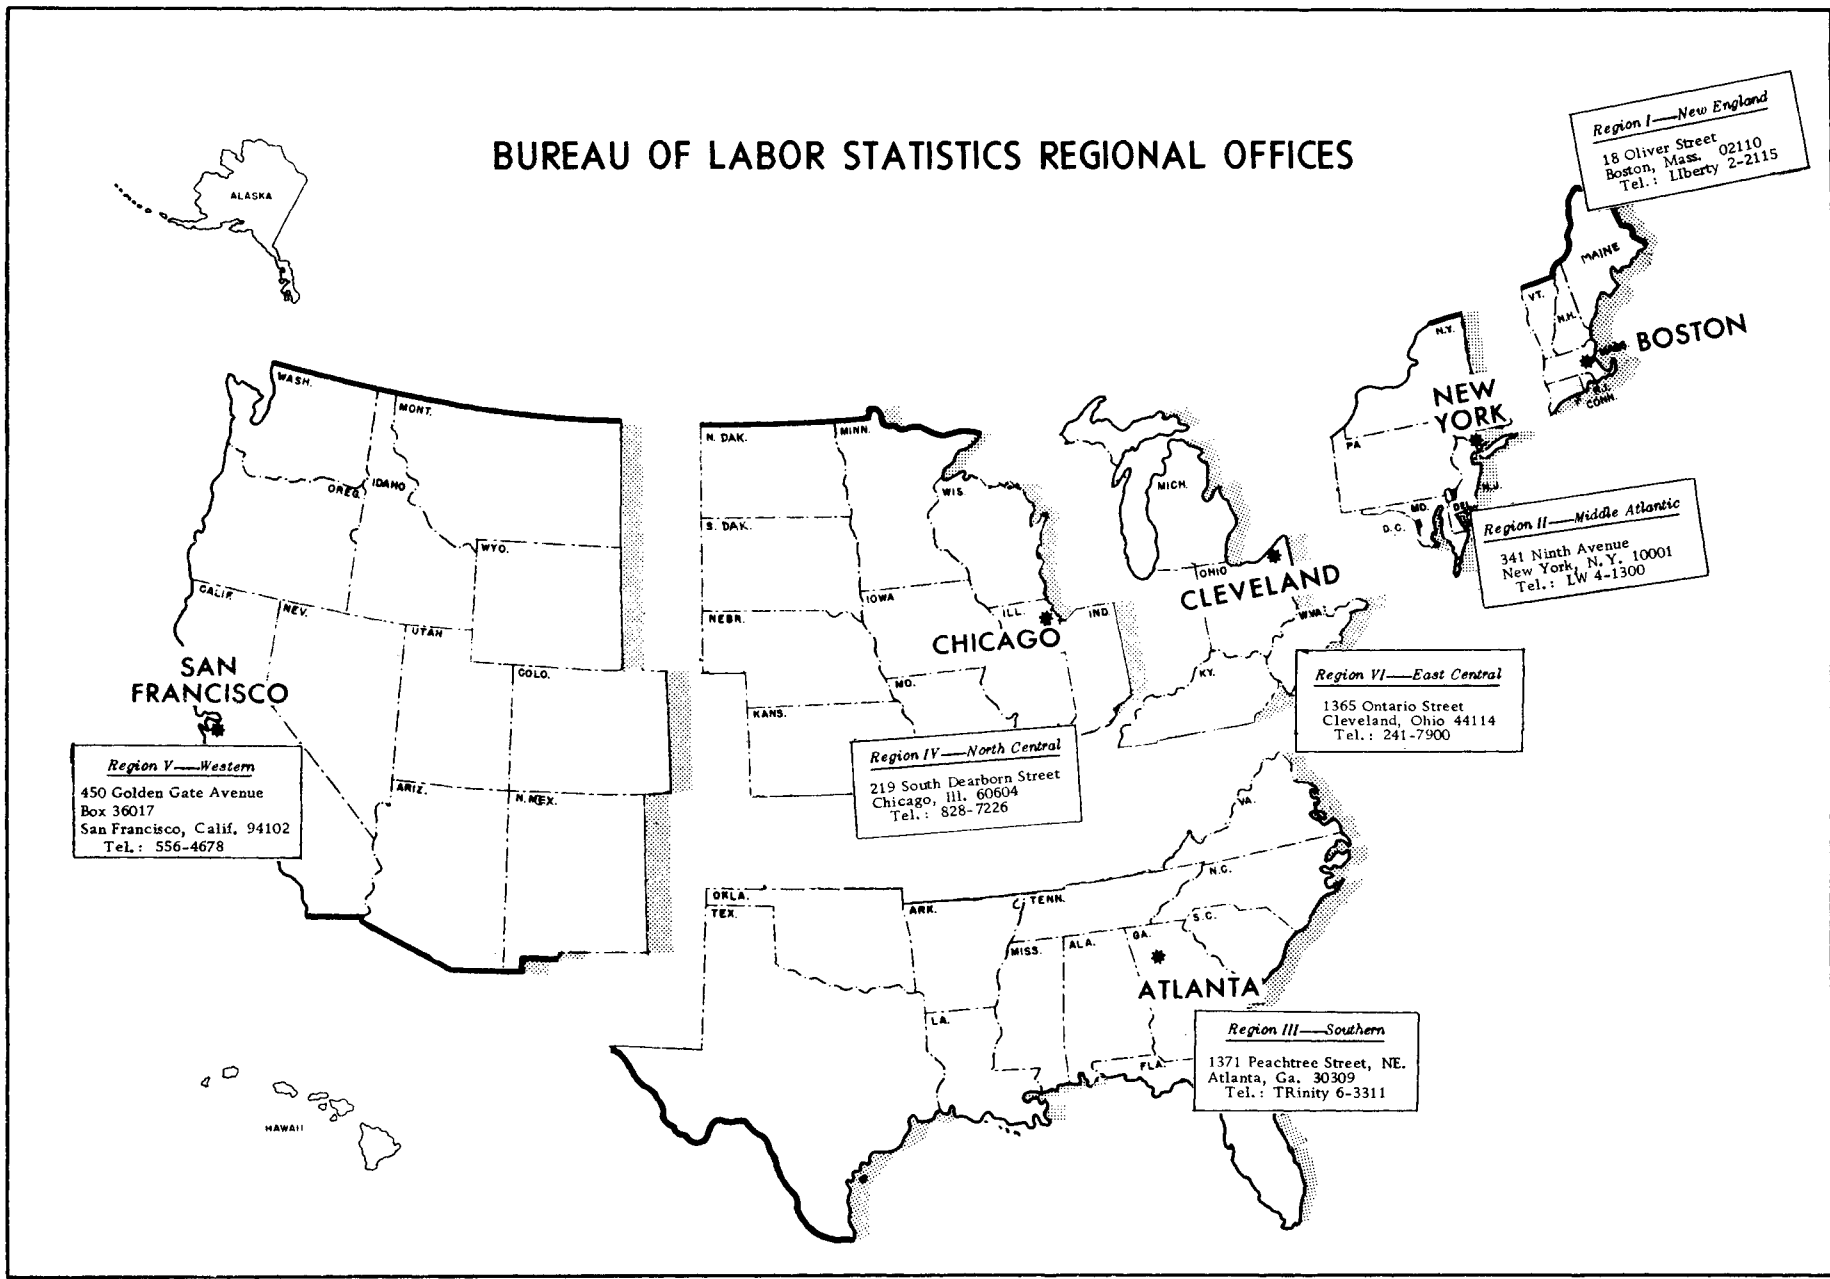 BUREAU OF LABOR STATISTICS REGIONAL OFFICES
Region I—New England
18 Oliver Street
Boston, Mass. 02110
Tel.: LIberty 2-2115
ALASKA
MAINE
VT.
N.H.
BOSTON
R.I.
CONN.
N.Y.
NEW
YORK
PA
N.J.
MD.
DEL.
D.C.
Region II—Middle Atlantic
341 Ninth Avenue
New York, N.Y. 10001
Tel.: LW 4-1300
WASH.
MONT.
OREG.
IDAHO
WYO.
CALIF.
NEV.
UTAH
COLO.
ARIZ.
N. MEX.
SAN
FRANCISCO
Region V—Western
450 Golden Gate Avenue
Box 36017
San Francisco, Calif. 94102
Tel.: 556-4678
N. DAK.
MINN.
S. DAK.
WIS.
MICH.
IOWA
NEBR.
ILL.
IND.
CHICAGO
MO.
KANS.
Region IV—North Central
219 South Dearborn Street
Chicago, Ill. 60604
Tel.: 828-7226
OHIO
CLEVELAND
W.VA.
KY.
Region VI—East Central
1365 Ontario Street
Cleveland, Ohio 44114
Tel.: 241-7900
VA.
N.C.
OKLA.
TEX.
ARK.
TENN.
S.C.
MISS.
ALA.
GA.
ATLANTA
LA.
FLA.
Region III—Southern
1371 Peachtree Street, NE.
Atlanta, Ga. 30309
Tel.: TRinity 6-3311
HAWAII